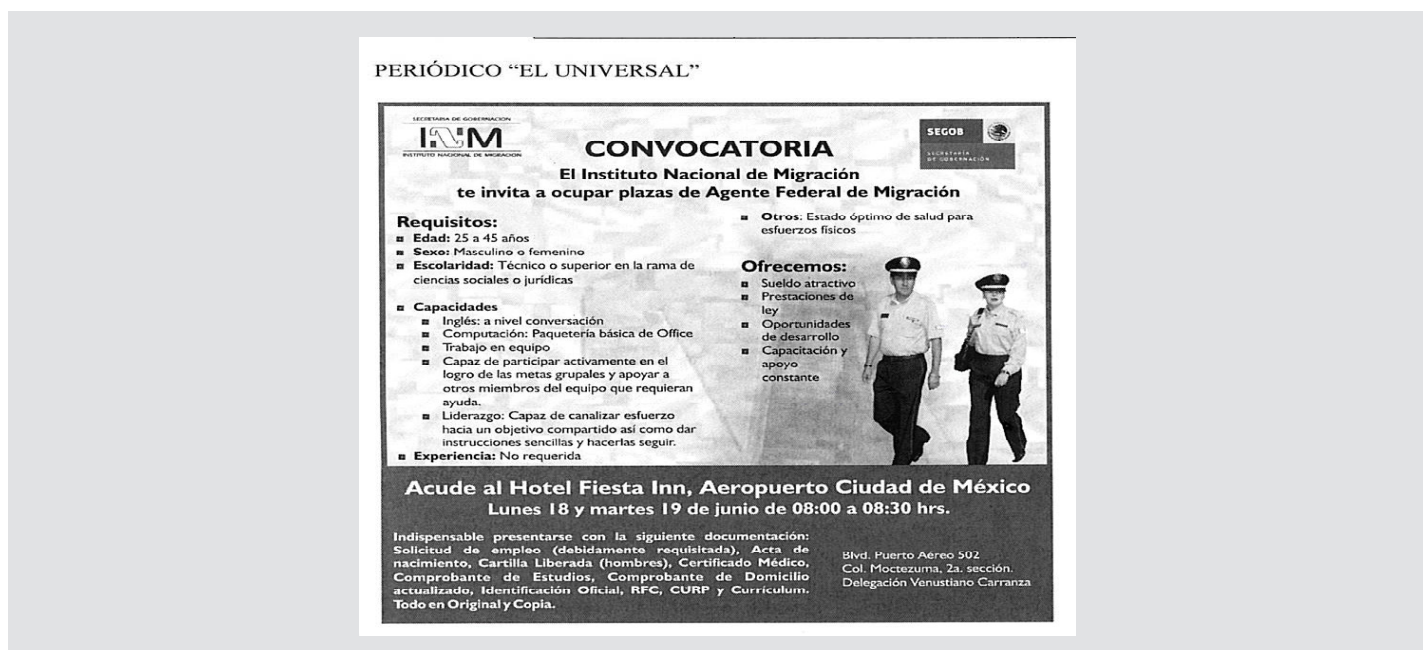 PERIÓDICO “EL UNIVERSAL”
SECRETARIA DE GOBERNACION
INM
INSTITUTO NACIONAL DE MIGRACION
SEGOB
SECRETARÍA
DE GOBERNACIÓN
CONVOCATORIA
El Instituto Nacional de Migración
te invita a ocupar plazas de Agente Federal de Migración
Requisitos:
Edad: 25 a 45 años
Sexo: Masculino o femenino
Escolaridad: Técnico o superior en la rama de
ciencias sociales o jurídicas
Capacidades
Inglés: a nivel conversación
Computación: Paquetería básica de Office
Trabajo en equipo
Capaz de participar activamente en el
logro de las metas grupales y apoyar a
otros miembros del equipo que requieran
ayuda.
Liderazgo: Capaz de canalizar esfuerzo
hacia un objetivo compartido así como dar
instrucciones sencillas y hacerlas seguir.
Experiencia: No requerida
Otros: Estado óptimo de salud para
esfuerzos físicos
Ofrecemos:
Sueldo atractivo
Prestaciones de
ley
Oportunidades
de desarrollo
Capacitación y
apoyo
constante
Acude al Hotel Fiesta Inn, Aeropuerto Ciudad de México
Lunes 18 y martes 19 de junio de 08:00 a 08:30 hrs.
Indispensable presentarse con la siguiente documentación:
Solicitud de empleo (debidamente requisitada), Acta de
nacimiento, Cartilla Liberada (hombres), Certificado Médico,
Comprobante de Estudios, Comprobante de Domicilio
actualizado, Identificación Oficial, RFC, CURP y Currículum.
Todo en Original y Copia.
Blvd. Puerto Aéreo 502
Col. Moctezuma, 2a. sección.
Delegación Venustiano Carranza